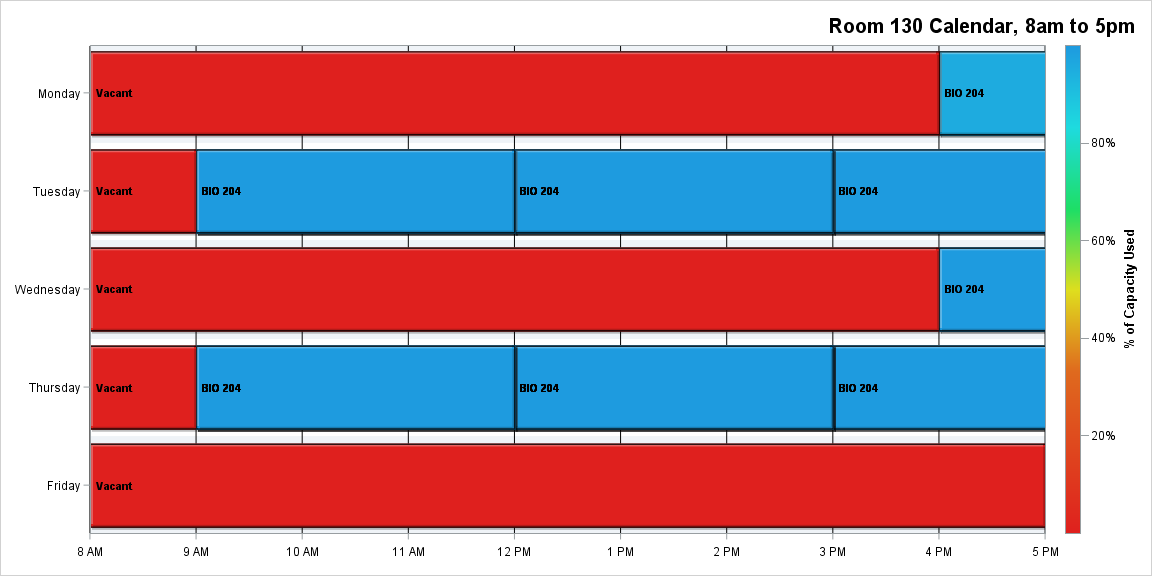 Room 130 Calendar, 8am to 5pm
Monday
Vacant
BIO 204
Tuesday
Vacant
BIO 204
BIO 204
BIO 204
Wednesday
Vacant
BIO 204
Thursday
Vacant
BIO 204
BIO 204
BIO 204
Friday
Vacant
8 AM
9 AM
10 AM
11 AM
12 PM
1 PM
2 PM
3 PM
4 PM
5 PM
80%
60%
40%
20%
% of Capacity Used